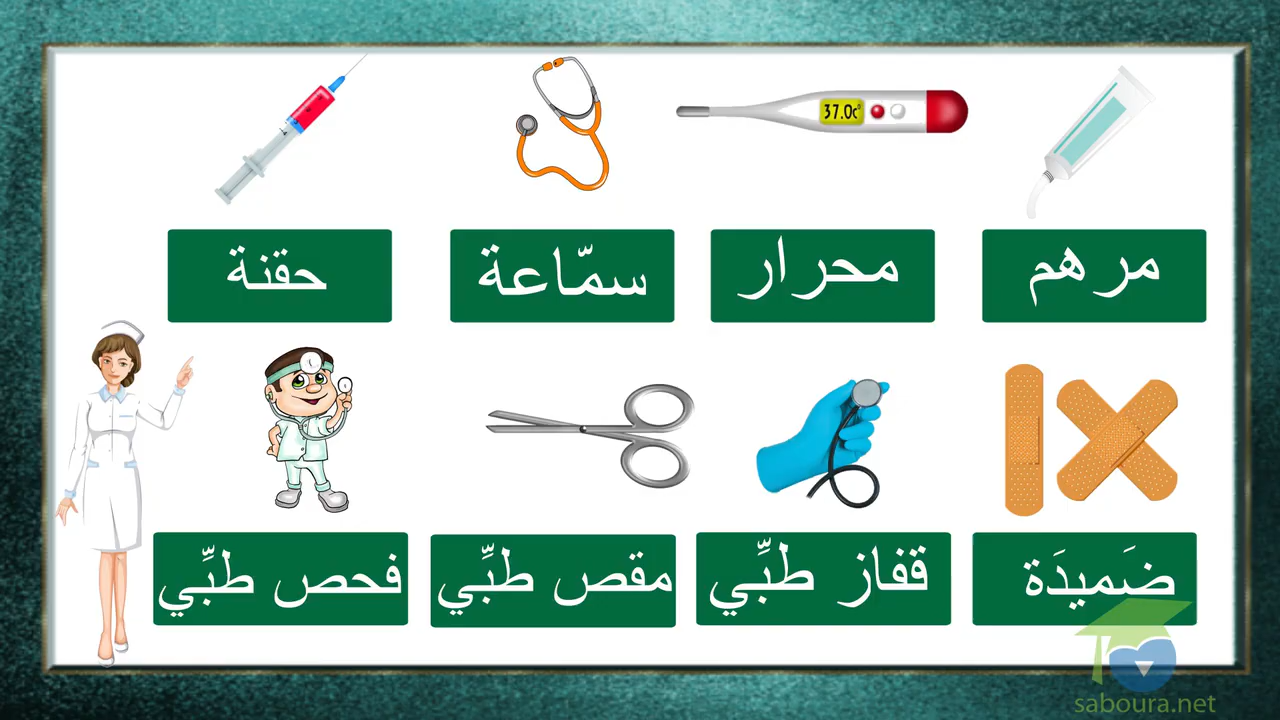 37.0c°
مرهم
محرار
سمّاعة
حقنة
ضَميدَة
قفاز طبِّي
مقص طبِّي
فحص طبِّي
saboura.net